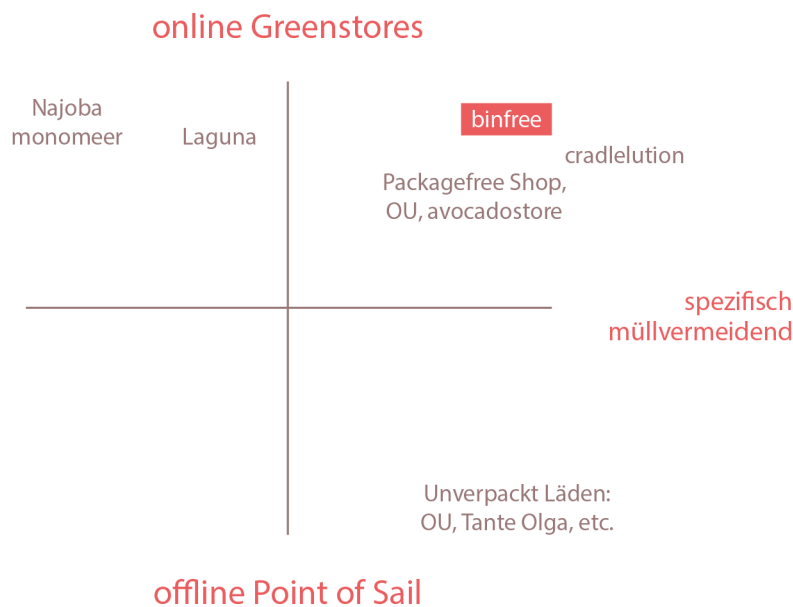 online Greenstores
Najoba
monomeer
Laguna
binfree
cradlelution
Packagefree Shop,
OU, avocadostore
spezifisch
müllvermeidend
Unverpackt Läden:
OU, Tante Olga, etc.
offline Point of Sail